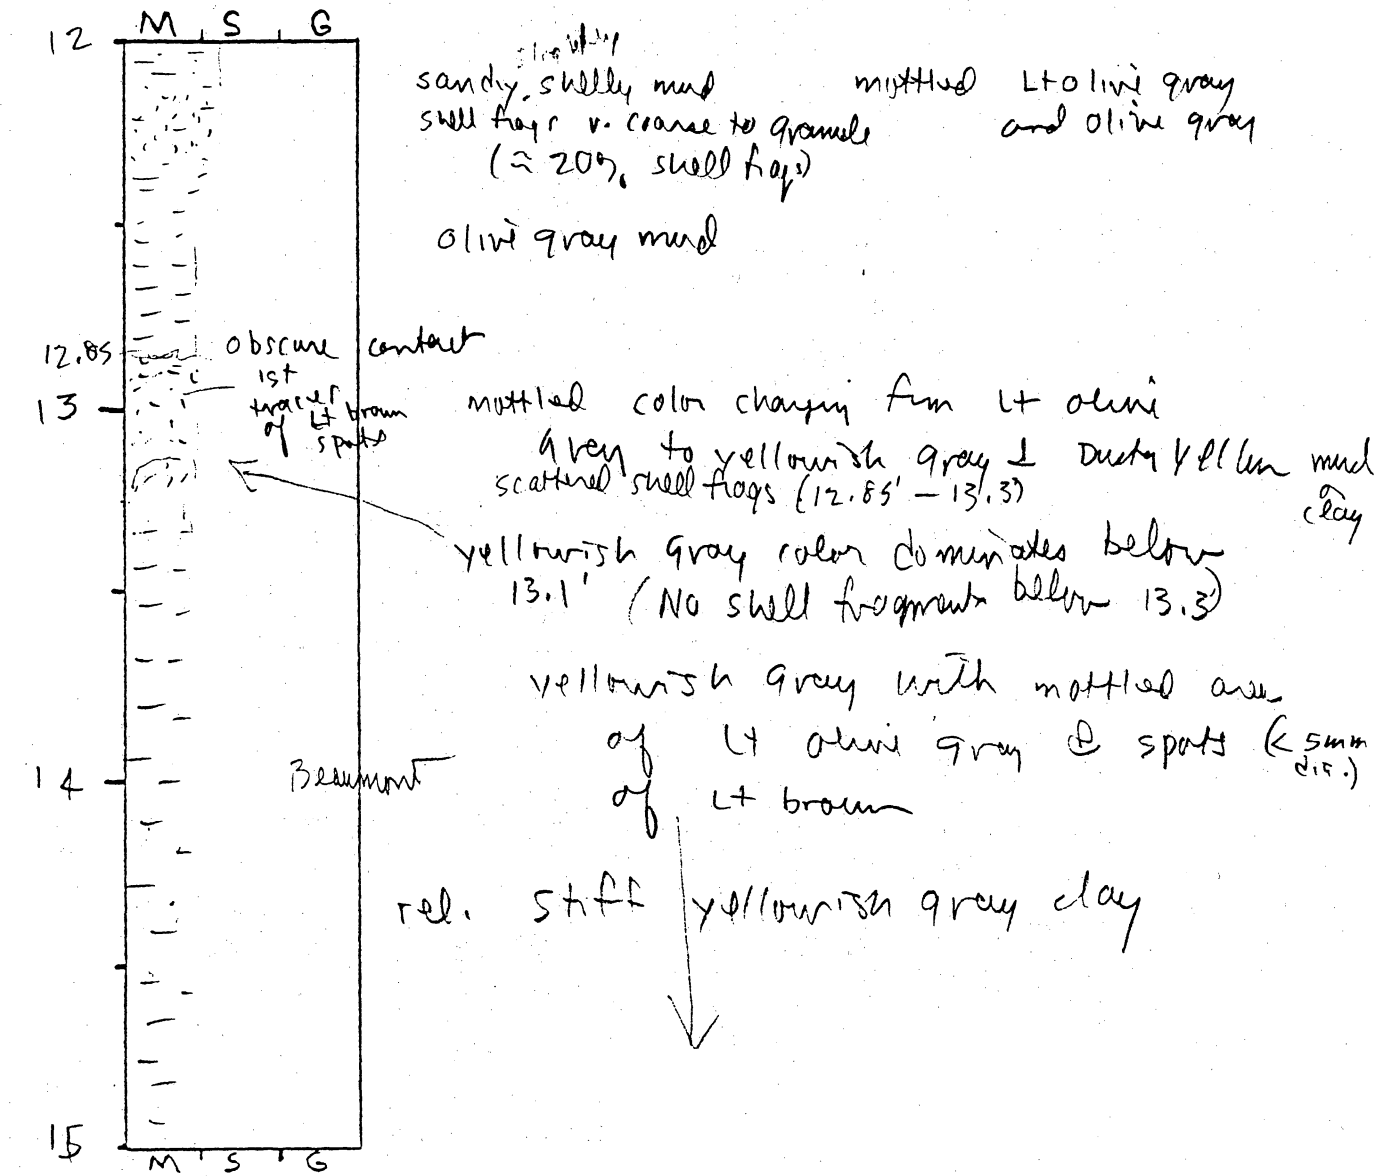 M S G
12
slightly
sandy, shelly mud mottled Lt olive gray
shell frags v. coarse to granule and olive gray
(≈ 20% shell frags)
olive gray mud
12.85 obscure contact
1st
traces
of Lt brown
spots
13 mottled color changing from Lt olive
gray to yellowish gray & Dusty Yellow mud
clay
scattered shell frags (12.85' – 13.3')
yellowish gray color dominates below
13.1' (No shell fragments below 13.3')
yellowish gray with mottled areas
of Lt olive gray & spots (< 5mm
dia.)
14 Beaumont of Lt brown
rel. stiff yellowish gray clay
15
M S G